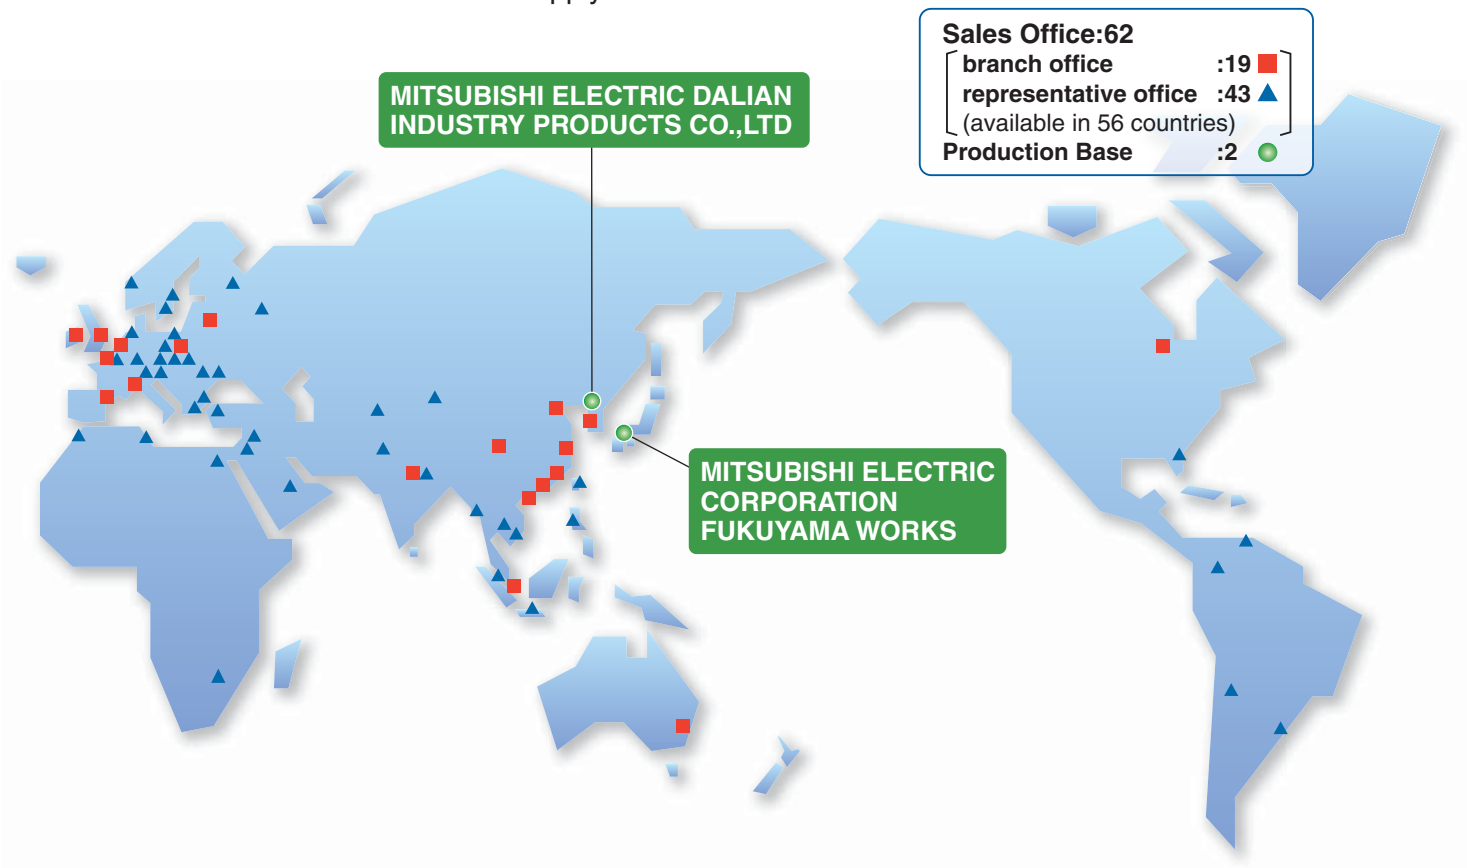 Sales Office:62
branch office :19
representative office :43
(available in 56 countries)
Production Base :2
MITSUBISHI ELECTRIC DALIAN
INDUSTRY PRODUCTS CO.,LTD
MITSUBISHI ELECTRIC
CORPORATION
FUKUYAMA WORKS